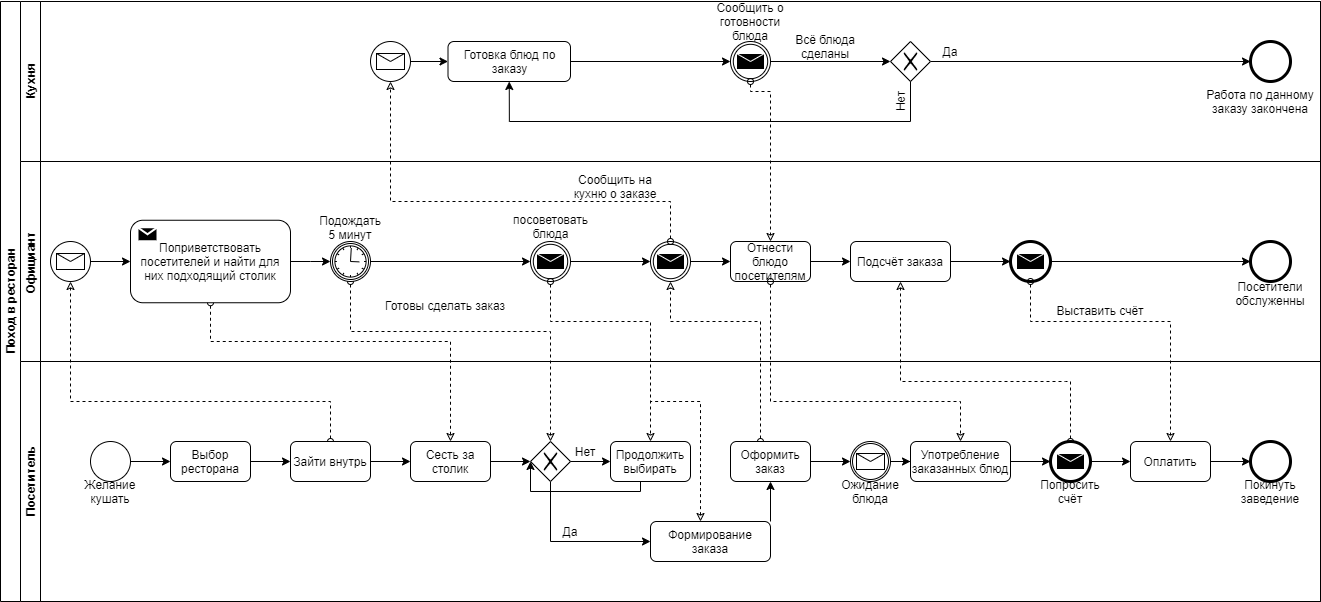 Поход в ресторан
Кухня
Сообщить о
готовности
блюда
Готовка блюд по
заказу
Всё блюда
сделаны
Да
Нет
Работа по данному
заказу закончена
Официант
Сообщить на
кухню о заказе
Поприветствовать
посетителей и найти для
них подходящий столик
Подождать
5 минут
посоветовать
блюда
Отнести
блюдо
посетителям
Подсчёт заказа
Посетители
обслуженны
Готовы сделать заказ
Выставить счёт
Посетитель
Желание
кушать
Выбор
ресторана
Зайти внутрь
Сесть за
столик
Нет
Продолжить
выбирать
Оформить
заказ
Ожидание
блюда
Употребление
заказанных блюд
Попросить
счёт
Оплатить
Покинуть
заведение
Да
Формирование
заказа